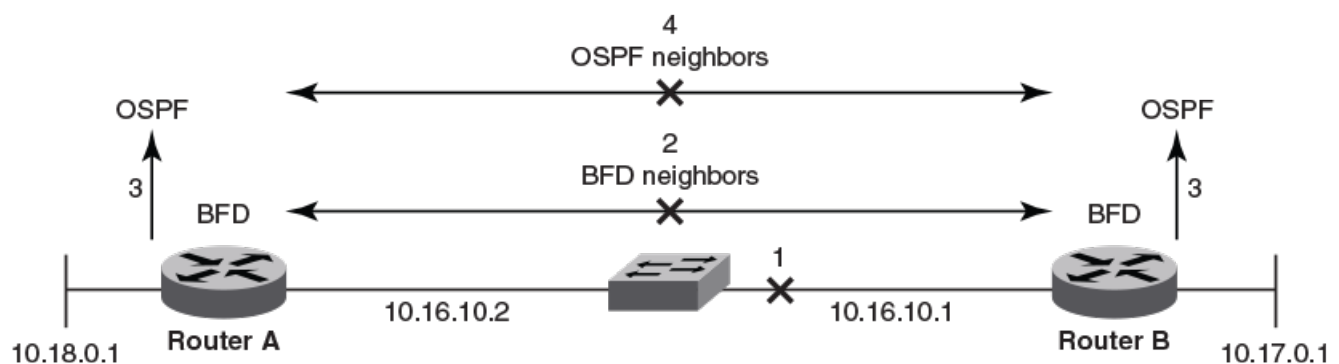 4
OSPF neighbors
OSPF
OSPF
2
BFD neighbors
3
3
BFD
BFD
1
10.16.10.2
10.16.10.1
Router A
Router B
10.18.0.1
10.17.0.1